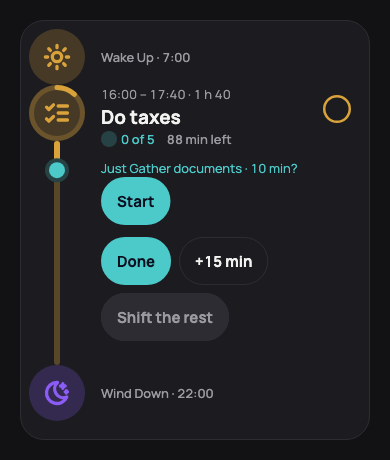 Wake Up · 7:00
16:00 – 17:40 · 1 h 40
Do taxes
0 of 5 88 min left
Just Gather documents · 10 min?
Start
Done +15 min
Shift the rest
Wind Down · 22:00